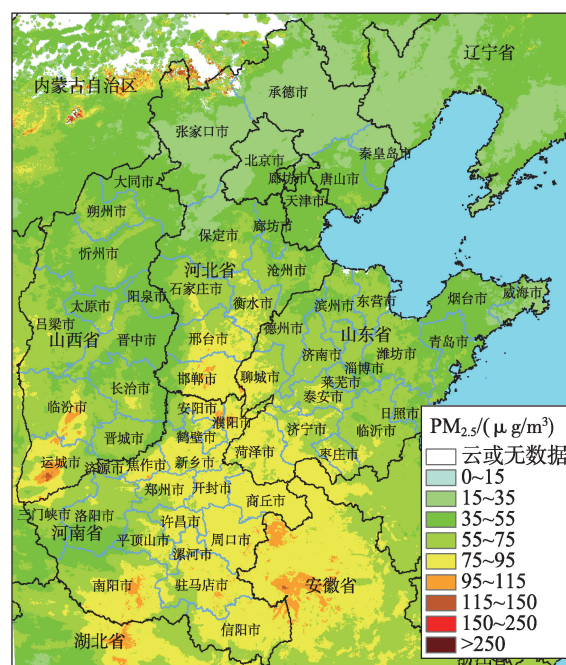 辽宁省
内蒙古自治区
承德市
张家口市
北京市
秦皇岛市
廊坊市
唐山市
大同市
天津市
朔州市
保定市
廊坊市
忻州市
河北省
沧州市
石家庄市
太原市
阳泉市
衡水市
滨州市
东营市
烟台市
威海市
吕梁市
山西省
晋中市
邢台市
德州市
山东省
青岛市
济南市
潍坊市
淄博市
邯郸市
聊城市
莱芜市
长治市
泰安市
临汾市
安阳市
濮阳市
日照市
晋城市
鹤壁市
济宁市
临沂市
运城市
济源市
焦作市
新乡市
菏泽市
枣庄市
郑州市
开封市
商丘市
三门峡市
洛阳市
许昌市
河南省
平顶山市
周口市
漯河市
南阳市
驻马店市
安徽省
信阳市
湖北省
PM2.5/(μg/m³)
云或无数据
0~15
15~35
35~55
55~75
75~95
95~115
115~150
150~250
>250